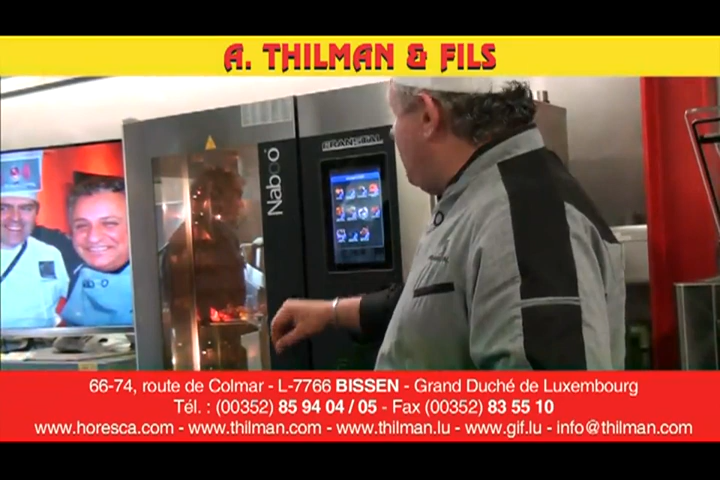 A. THILMAN & FILS
Naboo
66-74, route de Colmar - L-7766 BISSEN - Grand Duché de Luxembourg
Tél. : (00352) 85 94 04 / 05 - Fax (00352) 83 55 10
www.horesca.com - www.thilman.com - www.thilman.lu - www.gif.lu - info@thilman.com